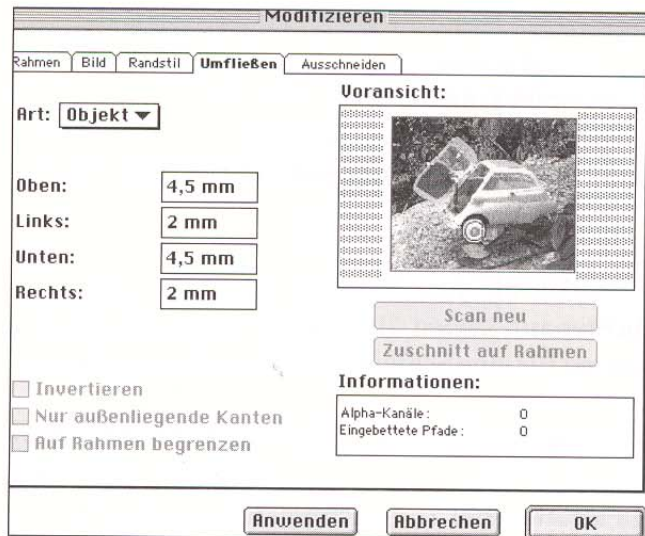 Modifizieren
Rahmen Bild Randstil Umfließen Ausschneiden
Art: Objekt
Oben: 4,5 mm
Links: 2 mm
Unten: 4,5 mm
Rechts: 2 mm
Invertieren
Nur außenliegende Kanten
Auf Rahmen begrenzen
Voransicht:
Scan neu
Zuschnitt auf Rahmen
Informationen:
Alpha-Kanäle: 0
Eingebettete Pfade: 0
Anwenden Abbrechen OK